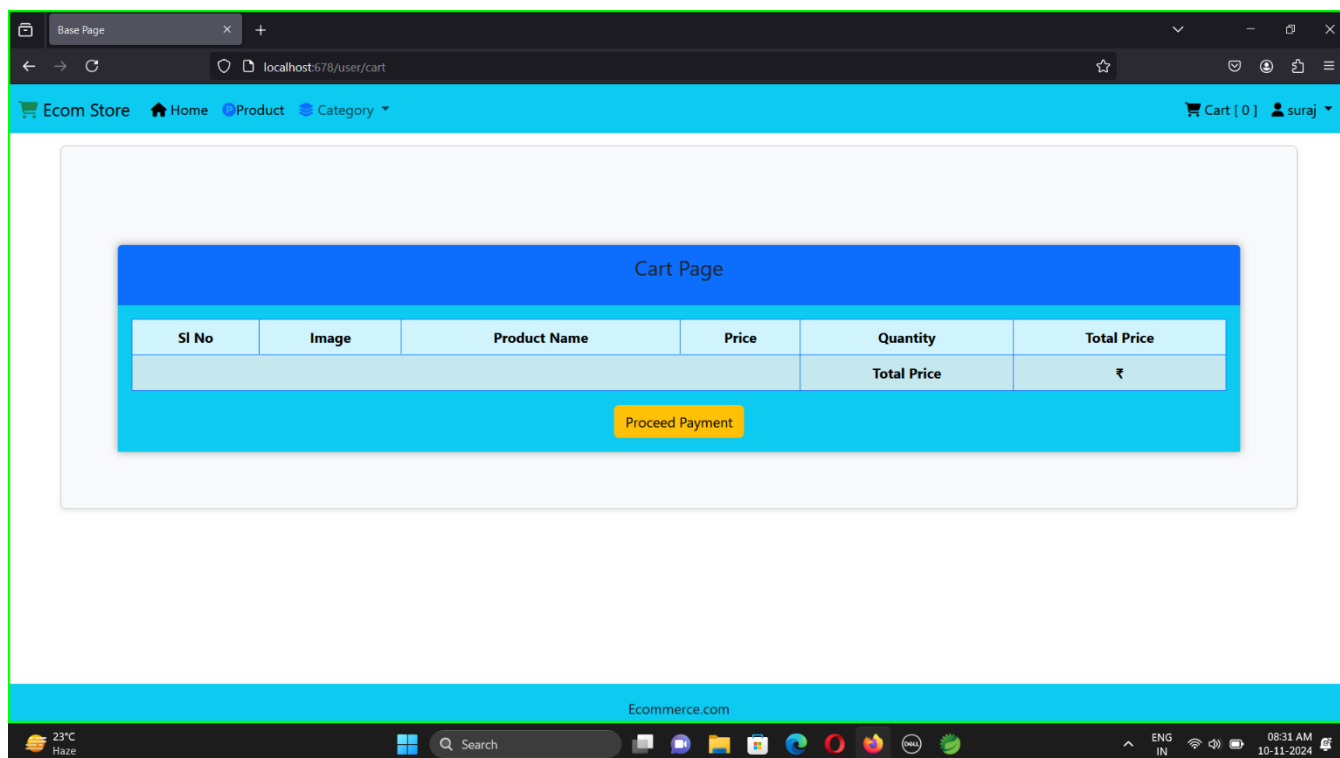 Base Page
localhost:678/user/cart
Ecom Store Home Product Category Cart [ 0 ] suraj
Cart Page
Sl No Image Product Name Price Quantity Total Price
Total Price ₹
Proceed Payment
Ecommerce.com
23°C
Haze
Search
DELL
ENG
IN
08:31 AM
10-11-2024